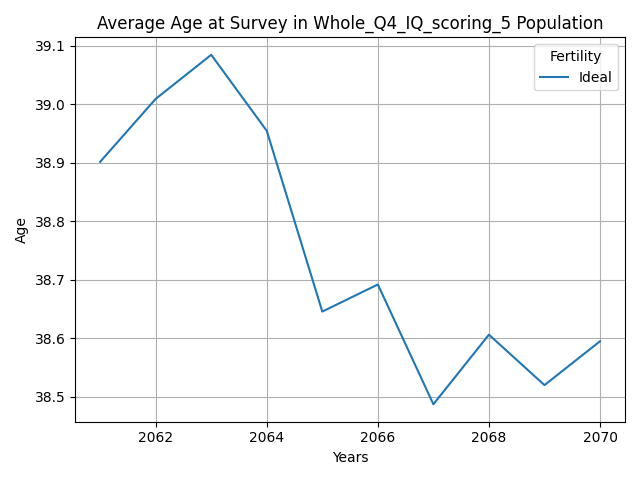 Average Age at Survey in Whole_Q4_IQ_scoring_5 Population
39.1
39.0
38.9
38.8
38.7
38.6
38.5
Age
Fertility
Ideal
2062 2064 2066 2068 2070
Years